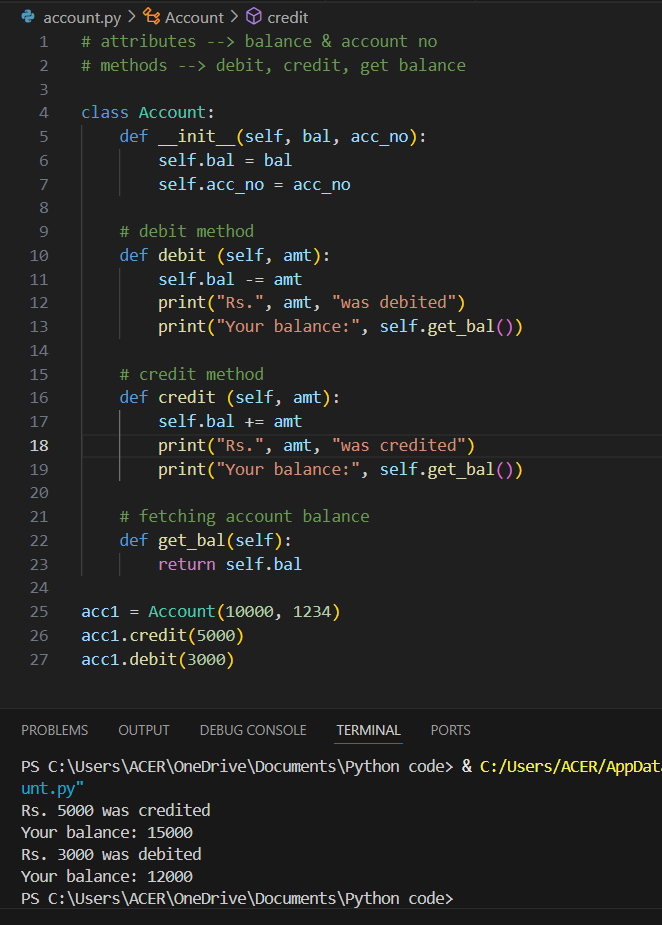 account.py > Account > credit
1 # attributes --> balance & account no
2 # methods --> debit, credit, get balance
3
4 class Account:
5     def __init__(self, bal, acc_no):
6         self.bal = bal
7         self.acc_no = acc_no
8
9     # debit method
10     def debit (self, amt):
11         self.bal -= amt
12         print("Rs.", amt, "was debited")
13         print("Your balance:", self.get_bal())
14
15     # credit method
16     def credit (self, amt):
17         self.bal += amt
18         print("Rs.", amt, "was credited")
19         print("Your balance:", self.get_bal())
20
21     # fetching account balance
22     def get_bal(self):
23         return self.bal
24
25 acc1 = Account(10000, 1234)
26 acc1.credit(5000)
27 acc1.debit(3000)
PROBLEMS OUTPUT DEBUG CONSOLE TERMINAL PORTS
PS C:\Users\ACER\OneDrive\Documents\Python code> & C:/Users/ACER/AppData
unt.py"
Rs. 5000 was credited
Your balance: 15000
Rs. 3000 was debited
Your balance: 12000
PS C:\Users\ACER\OneDrive\Documents\Python code>